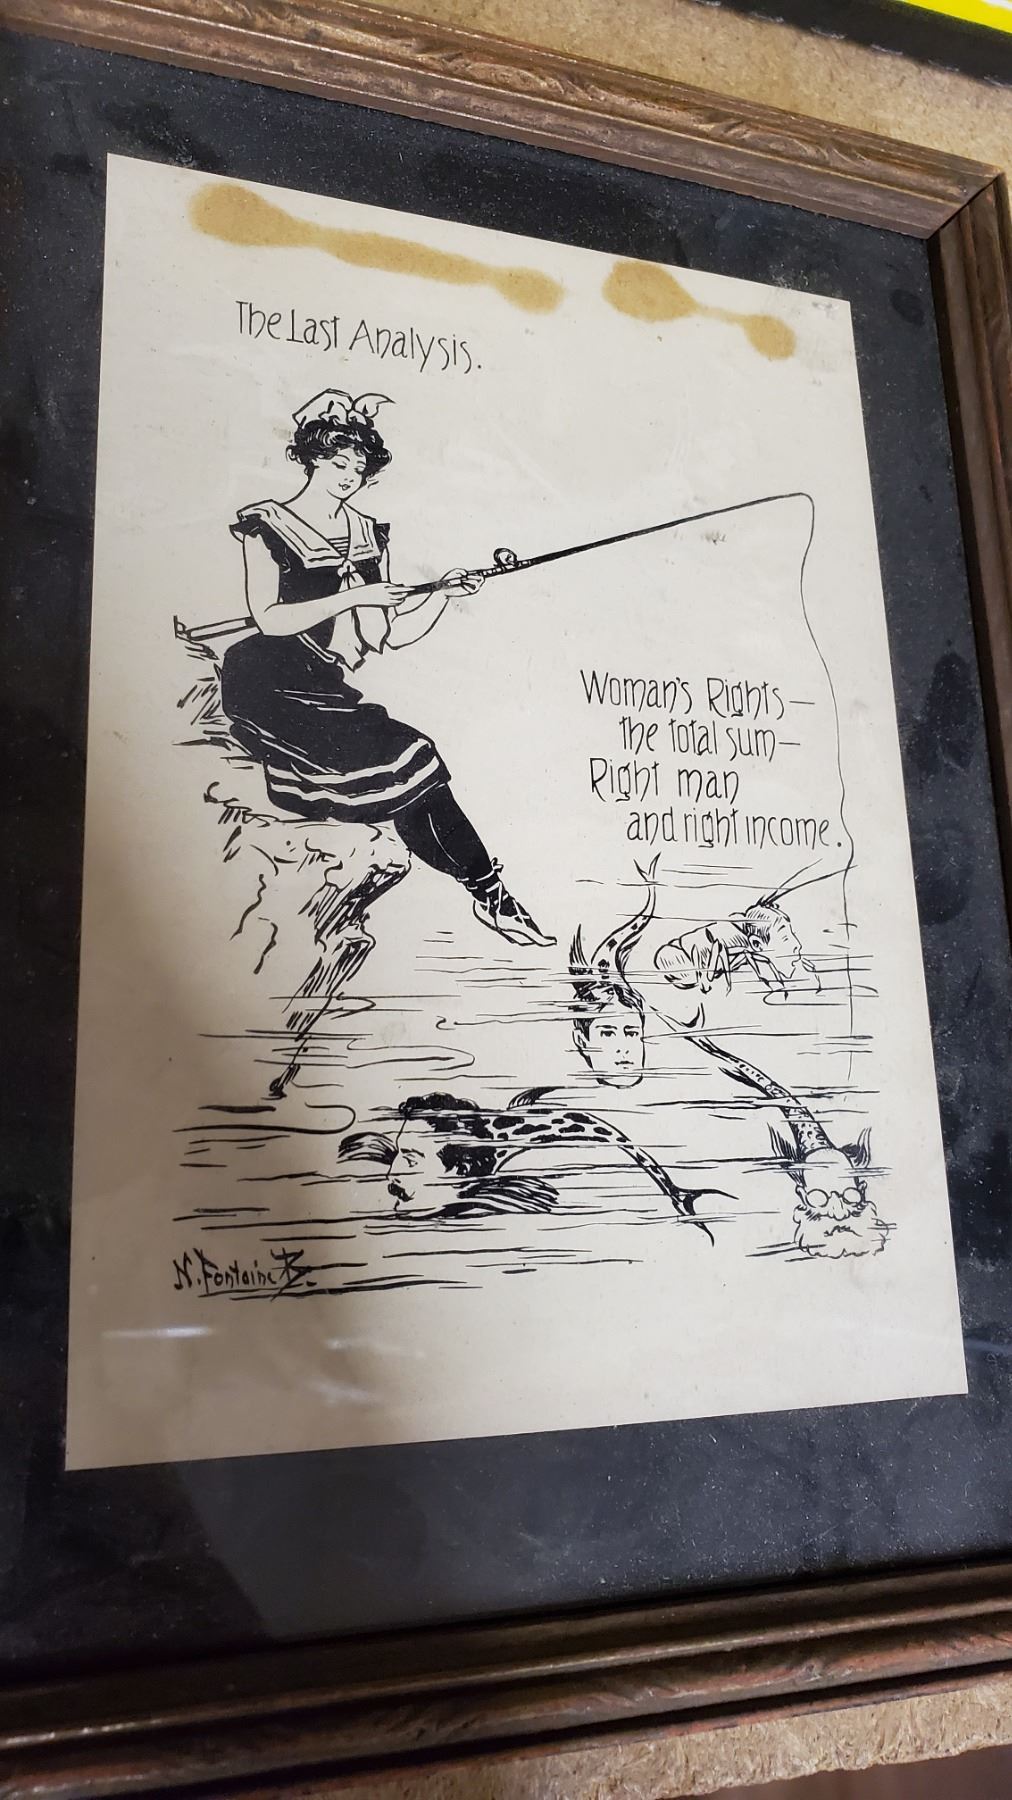 The Last Analysis.
Woman's Rights—
the total sum—
Right man
and right income.
N. Fontaine